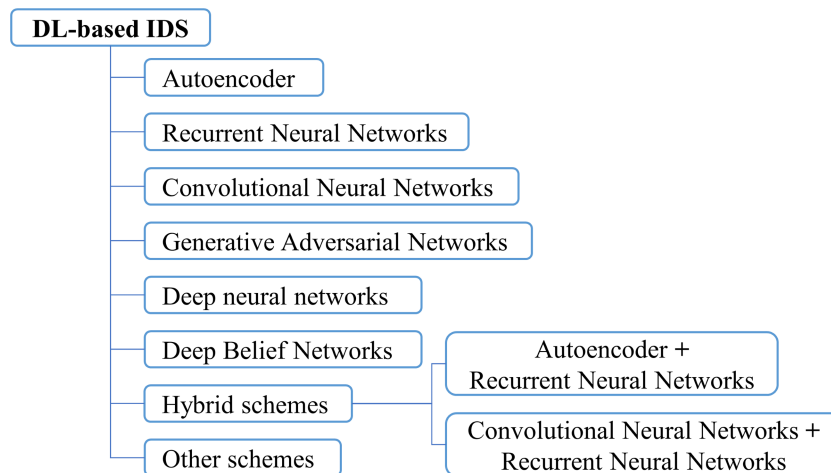 DL-based IDS
Autoencoder
Recurrent Neural Networks
Convolutional Neural Networks
Generative Adversarial Networks
Deep neural networks
Deep Belief Networks
Hybrid schemes
Other schemes
Autoencoder +
Recurrent Neural Networks
Convolutional Neural Networks +
Recurrent Neural Networks